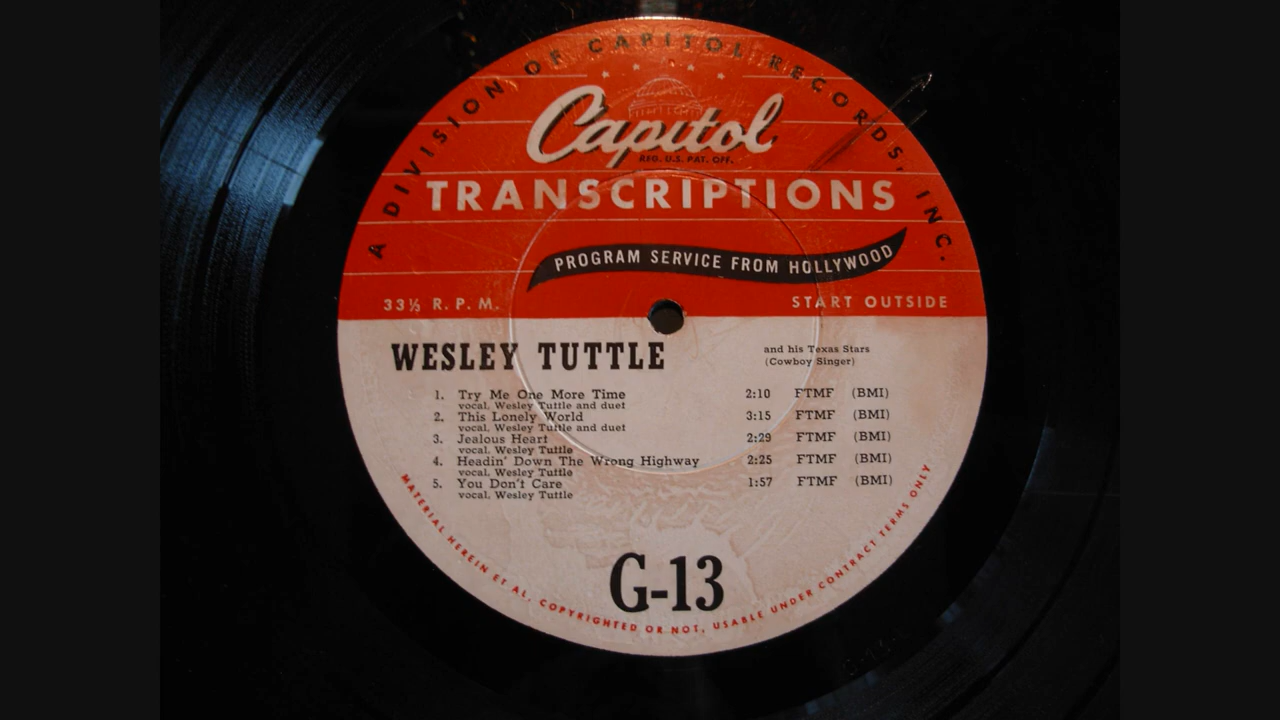 A DIVISION OF CAPITOL RECORDS, INC.
Capitol
REG. U.S. PAT. OFF.
TRANSCRIPTIONS
PROGRAM SERVICE FROM HOLLYWOOD
33⅓ R.P.M.
START OUTSIDE
WESLEY TUTTLE
and his Texas Stars
(Cowboy Singer)
1. Try Me One More Time 2:10 FTMF (BMI)
vocal, Wesley Tuttle and duet
2. This Lonely World 3:15 FTMF (BMI)
vocal, Wesley Tuttle and duet
3. Jealous Heart 2:29 FTMF (BMI)
vocal, Wesley Tuttle
4. Headin' Down The Wrong Highway 2:25 FTMF (BMI)
vocal, Wesley Tuttle
5. You Don't Care 1:57 FTMF (BMI)
vocal, Wesley Tuttle
G-13
MATERIAL HEREIN ET AL, COPYRIGHTED OR NOT, USABLE UNDER CONTRACT TERMS ONLY